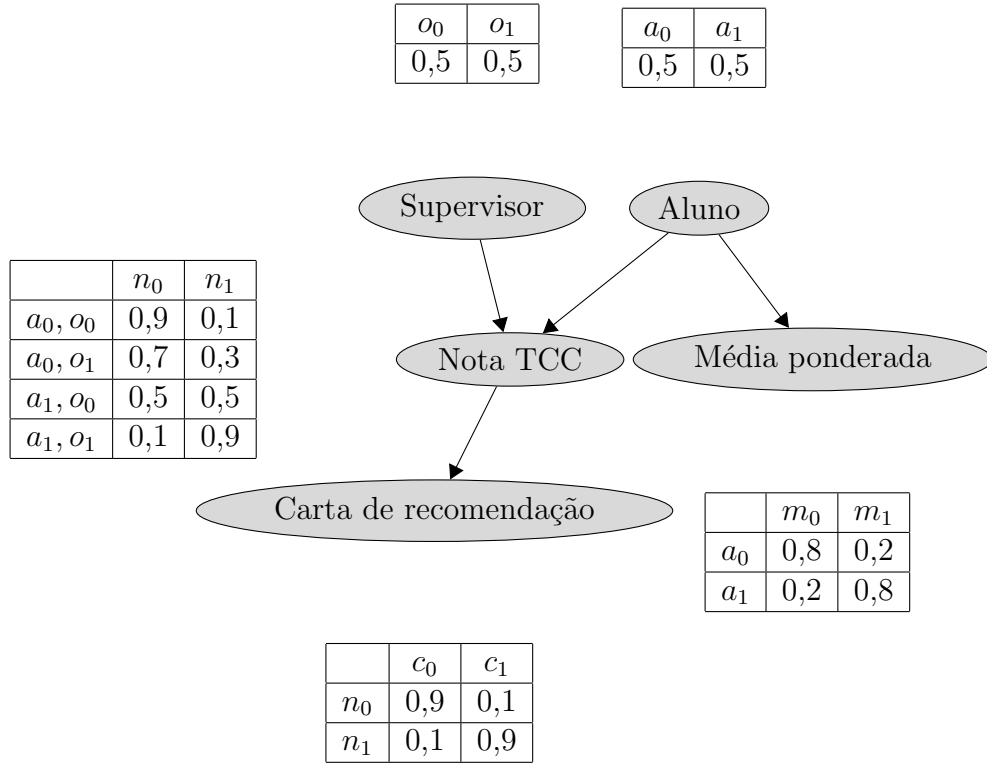 o₀ o₁
0,5 0,5
a₀ a₁
0,5 0,5
Supervisor
Aluno
n₀ n₁
a₀, o₀ 0,9 0,1
a₀, o₁ 0,7 0,3
a₁, o₀ 0,5 0,5
a₁, o₁ 0,1 0,9
Nota TCC
Média ponderada
Carta de recomendação
m₀ m₁
a₀ 0,8 0,2
a₁ 0,2 0,8
c₀ c₁
n₀ 0,9 0,1
n₁ 0,1 0,9